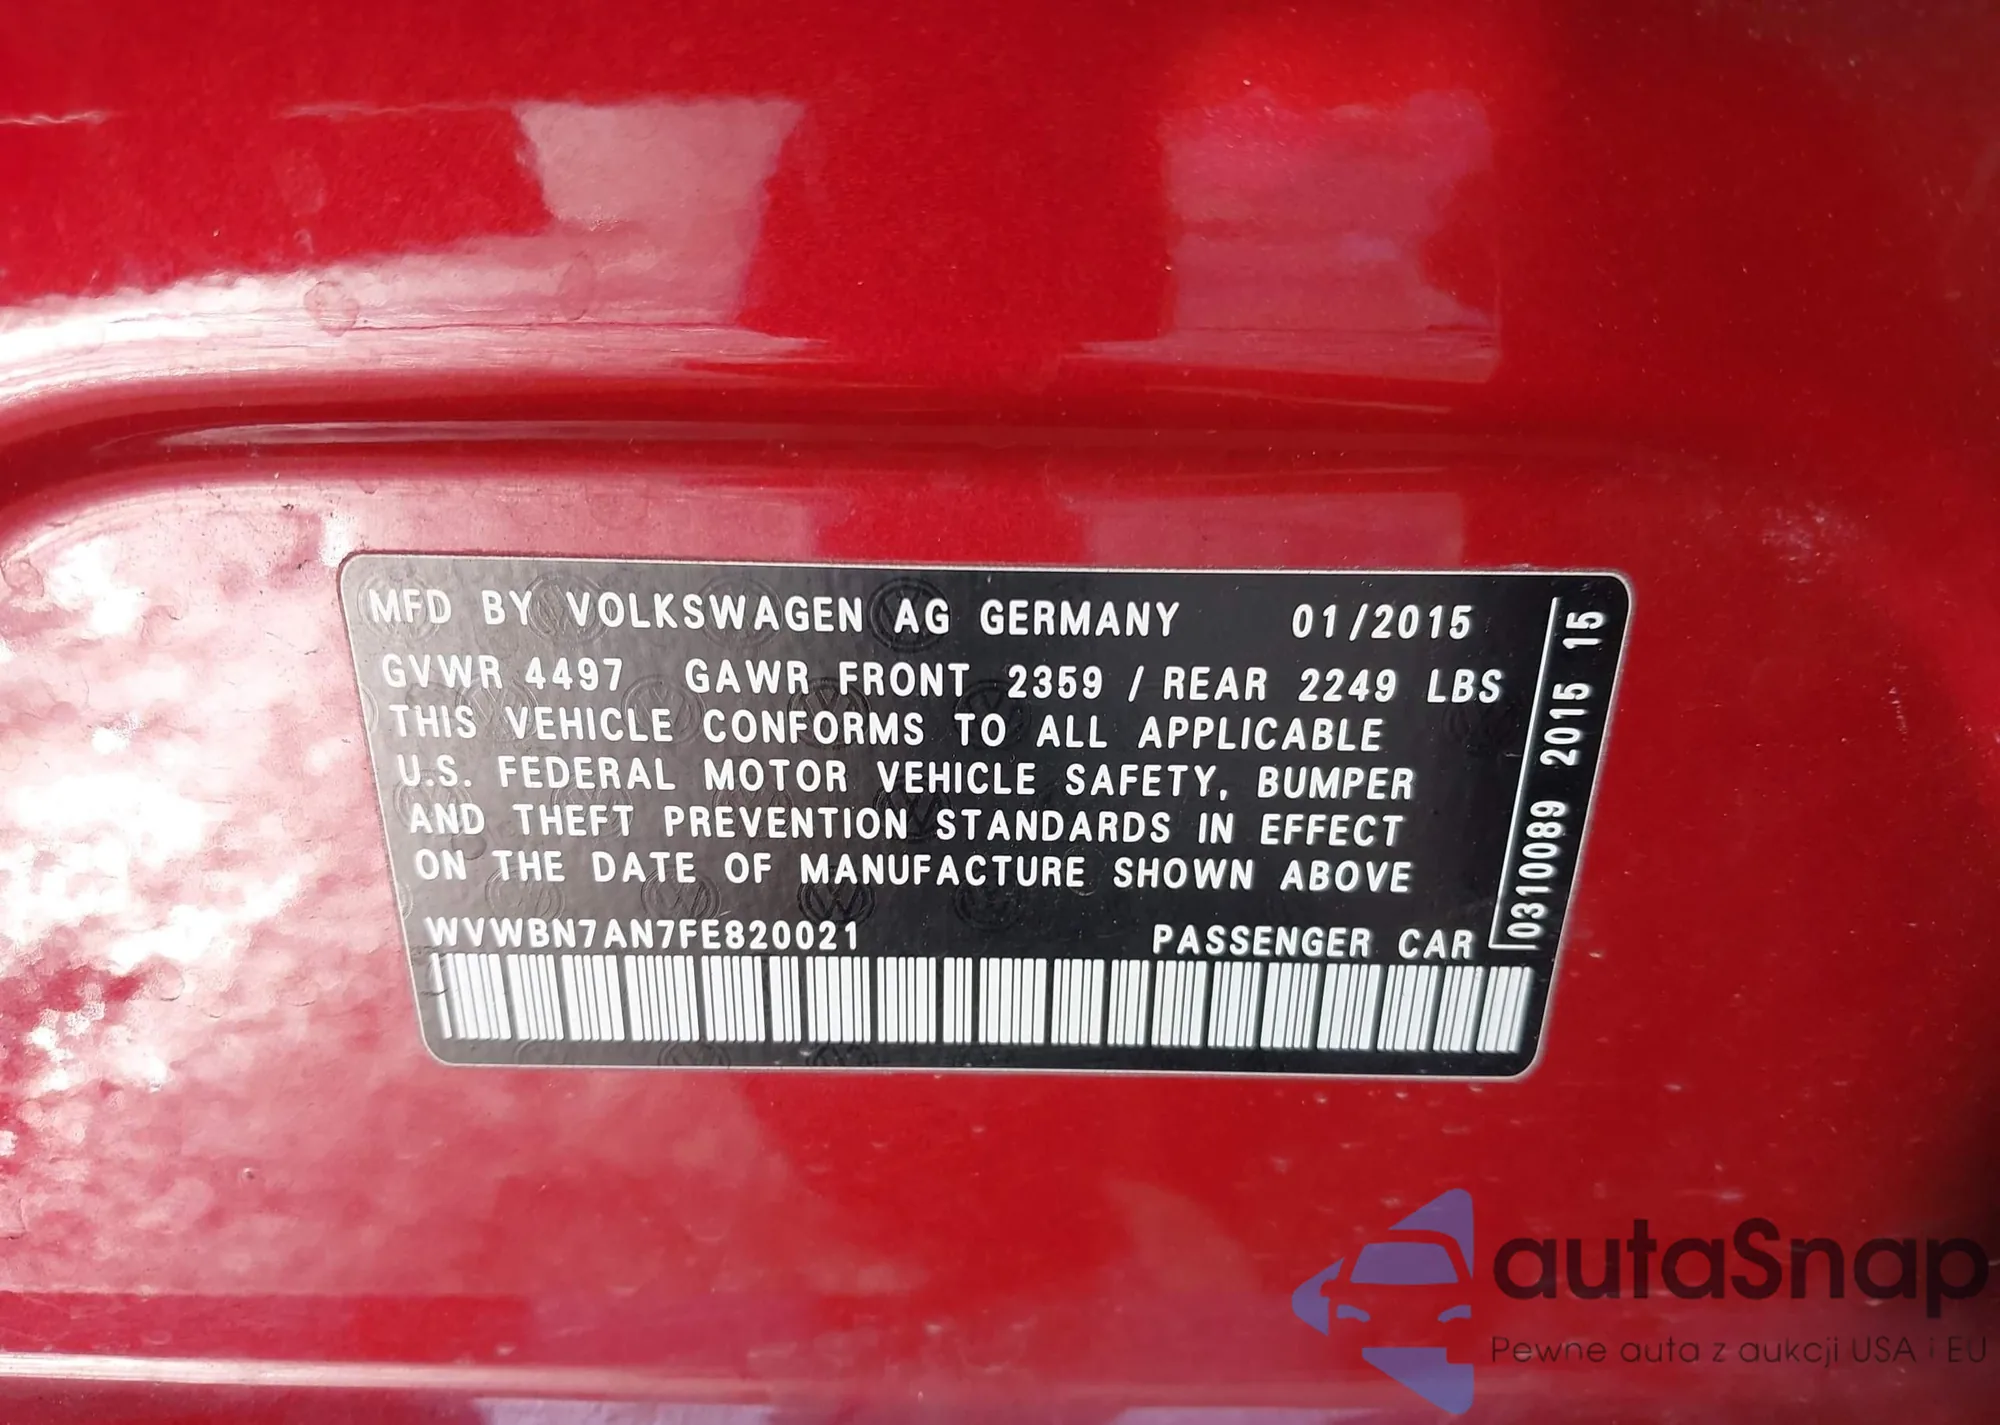 MFD BY VOLKSWAGEN AG GERMANY 01/2015
GVWR 4497 GAWR FRONT 2359 / REAR 2249 LBS
THIS VEHICLE CONFORMS TO ALL APPLICABLE
U.S. FEDERAL MOTOR VEHICLE SAFETY, BUMPER
AND THEFT PREVENTION STANDARDS IN EFFECT
ON THE DATE OF MANUFACTURE SHOWN ABOVE
WVWBN7AN7FE820021 PASSENGER CAR
0310089 2015 15
autaSnap
Pewne auta z aukcji USA i EU